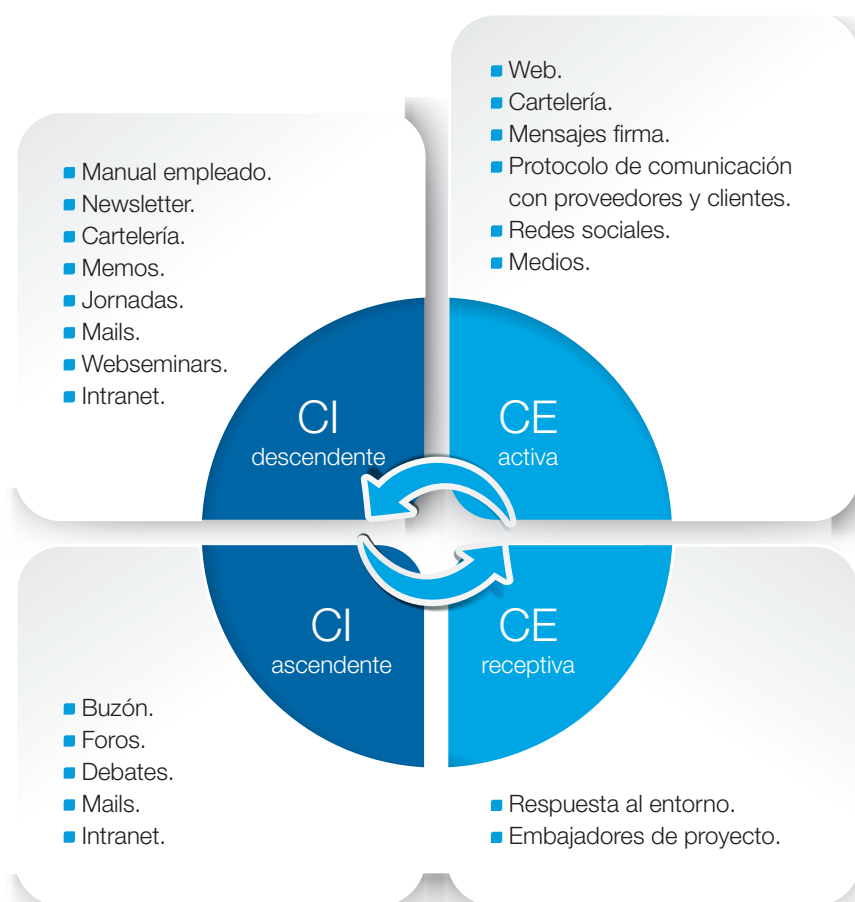 Manual empleado.
Newsletter.
Cartelería.
Memos.
Jornadas.
Mails.
Webseminars.
Intranet.
Web.
Cartelería.
Mensajes firma.
Protocolo de comunicación
con proveedores y clientes.
Redes sociales.
Medios.
CI
descendente
CE
activa
CI
ascendente
CE
receptiva
Buzón.
Foros.
Debates.
Mails.
Intranet.
Respuesta al entorno.
Embajadores de proyecto.